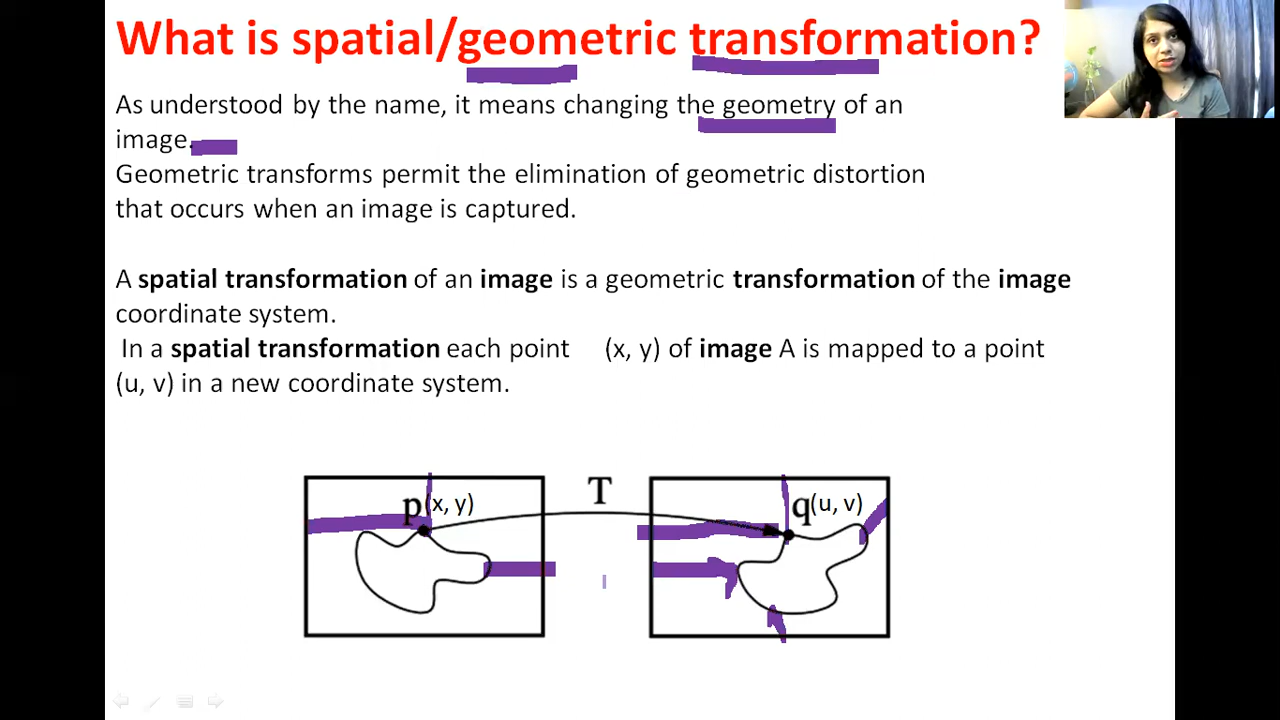 What is spatial/geometric transformation?
As understood by the name, it means changing the geometry of an
image.
Geometric transforms permit the elimination of geometric distortion
that occurs when an image is captured.
A spatial transformation of an image is a geometric transformation of the image
coordinate system.
In a spatial transformation each point (x, y) of image A is mapped to a point
(u, v) in a new coordinate system.
p(x, y) T q(u, v)